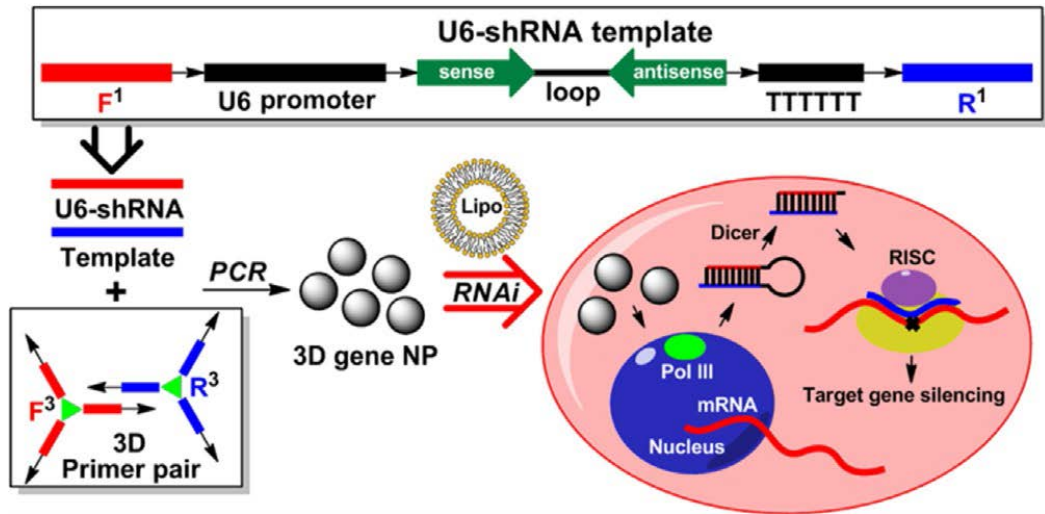 U6-shRNA template
sense
antisense
F¹
U6 promoter
loop
TTTTTT
R¹
U6-shRNA
Template
+
PCR
3D gene NP
Lipo
RNAi
F³
R³
3D
Primer pair
Dicer
RISC
Pol III
mRNA
Nucleus
Target gene silencing